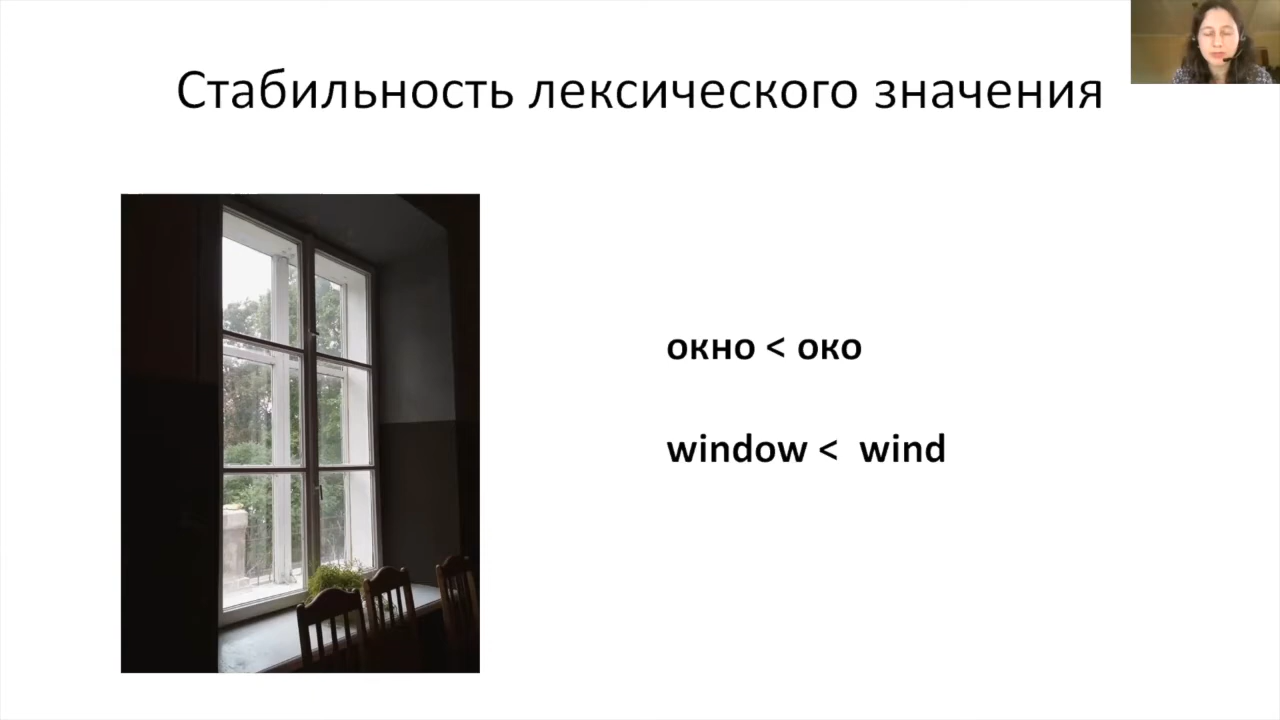 Стабильность лексического значения
окно < око
window < wind